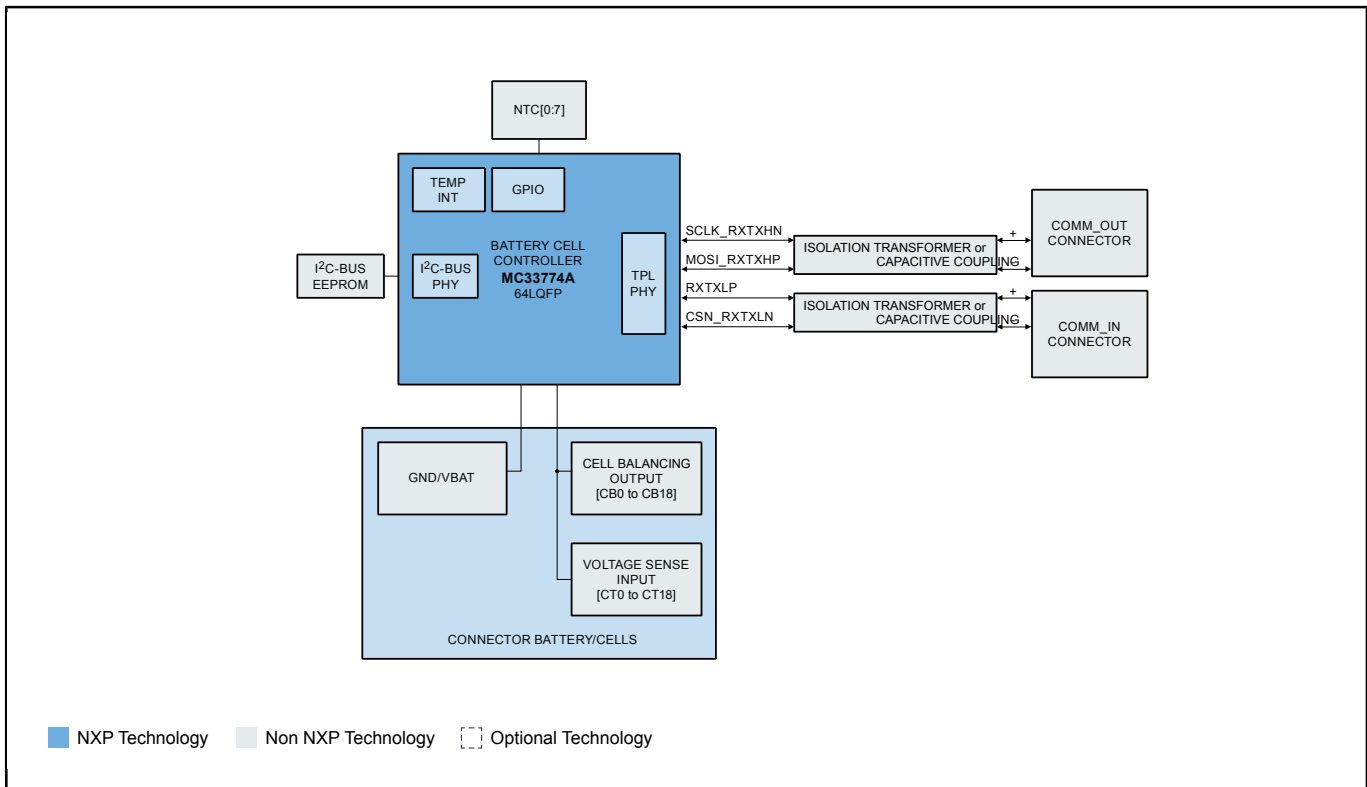 NTC[0:7]
TEMP
INT
GPIO
BATTERY CELL
CONTROLLER
MC33774A
64LQFP
I²C-BUS
EEPROM
I²C-BUS
PHY
TPL
PHY
SCLK_RXTXHN
MOSI_RXTXHP
RXTXLP
CSN_RXTXLN
ISOLATION TRANSFORMER or
CAPACITIVE COUPLING
+
-
COMM_OUT
CONNECTOR
ISOLATION TRANSFORMER or
CAPACITIVE COUPLING
+
-
COMM_IN
CONNECTOR
GND/VBAT
CELL BALANCING
OUTPUT
[CB0 to CB18]
VOLTAGE SENSE
INPUT
[CT0 to CT18]
CONNECTOR BATTERY/CELLS
NXP Technology
Non NXP Technology
Optional Technology